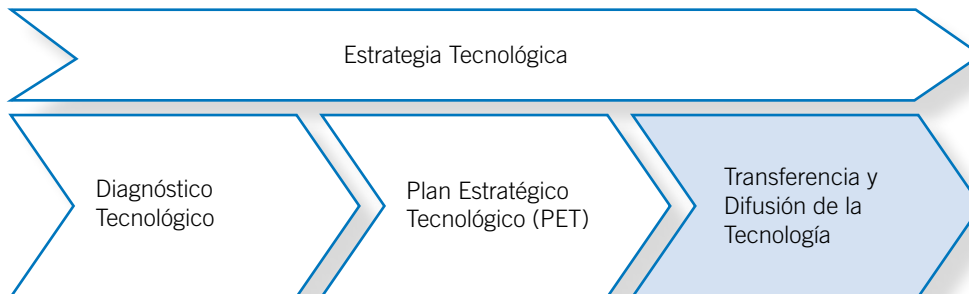 Estrategia Tecnológica
Diagnóstico
Tecnológico
Plan Estratégico
Tecnológico (PET)
Transferencia y
Difusión de la
Tecnología